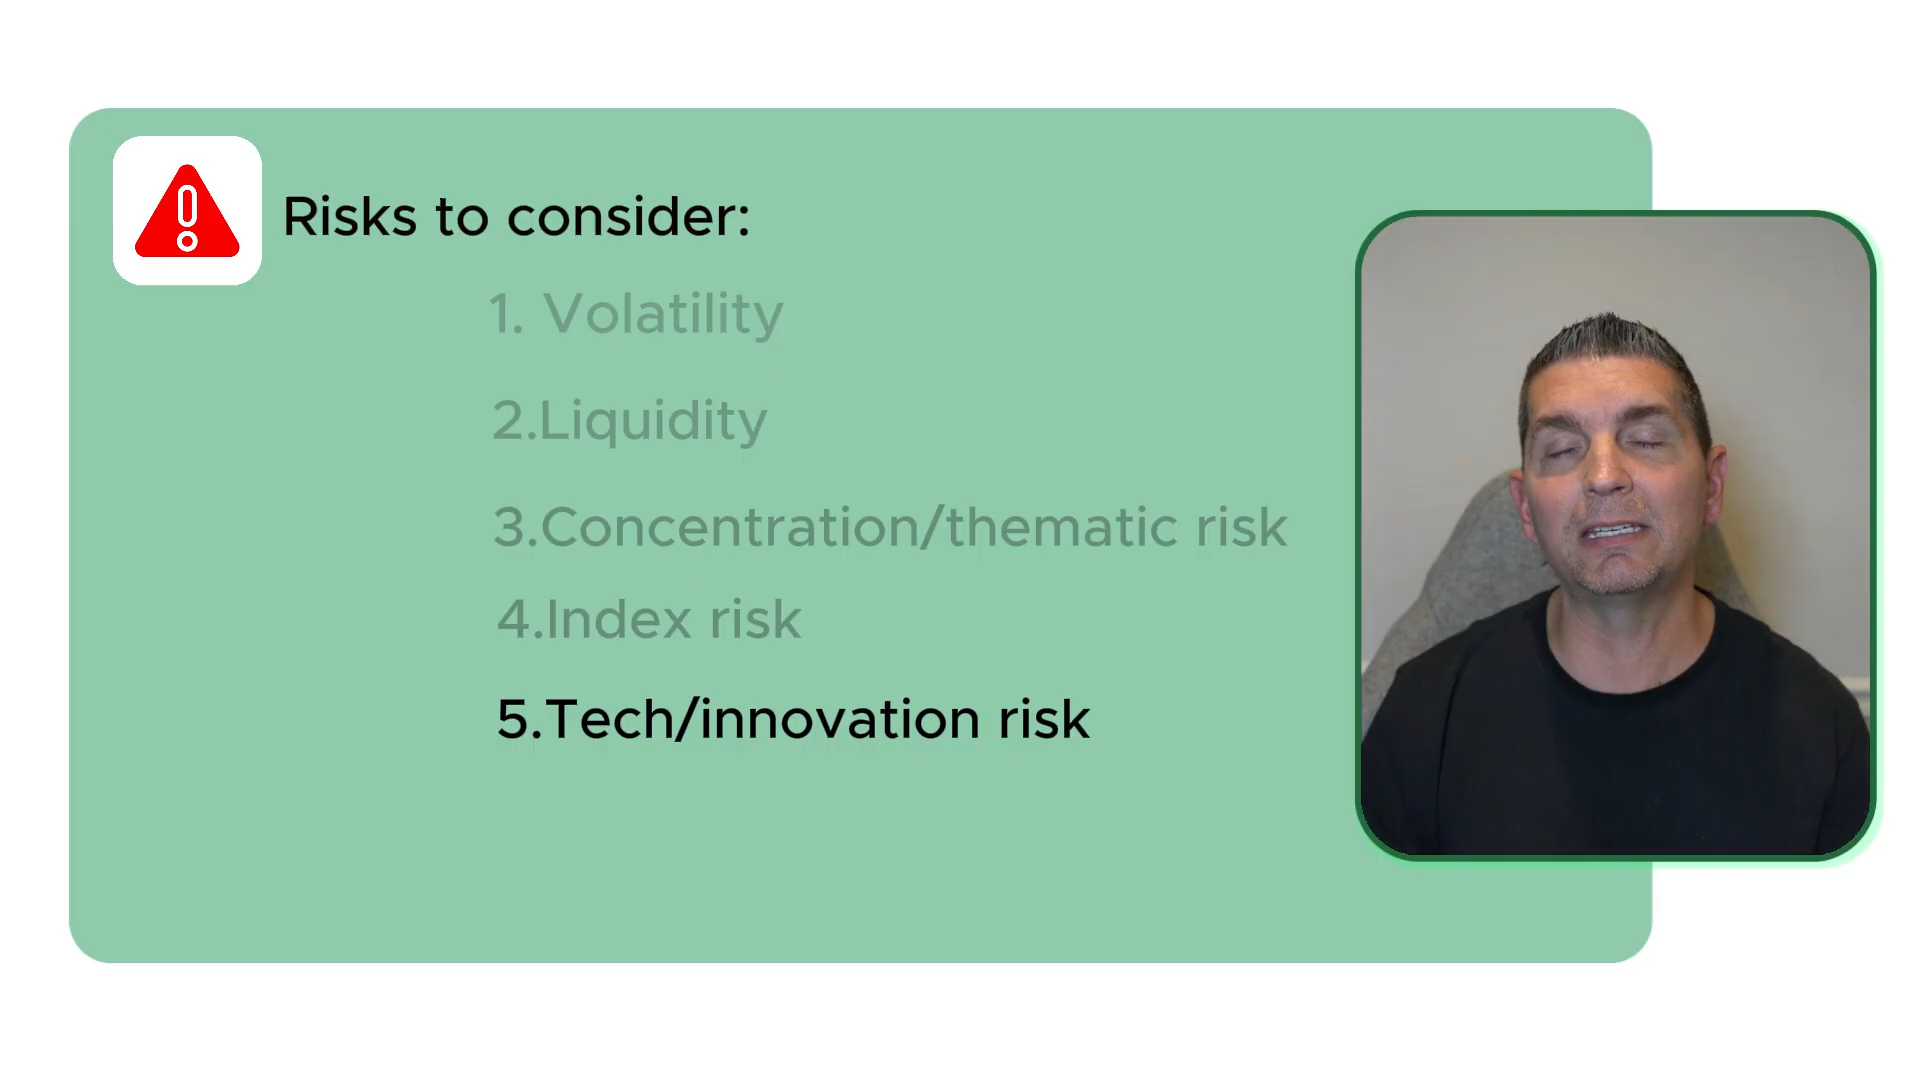 Risks to consider:
1. Volatility
2.Liquidity
3.Concentration/thematic risk
4.Index risk
5.Tech/innovation risk